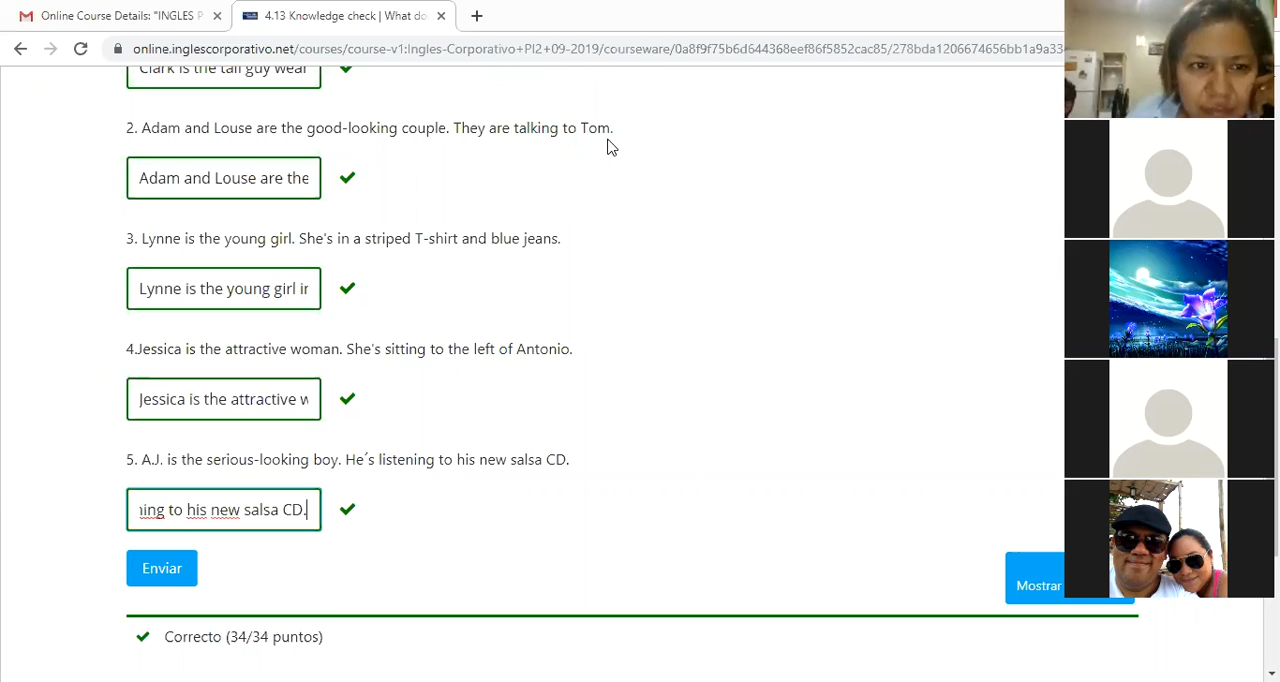 Online Course Details: "INGLES P
4.13 Knowledge check | What do
online.inglescorporativo.net/courses/course-v1:Ingles-Corporativo+PI2+09-2019/courseware/0a8f9f75b6d644368eef86f5852cac85/278bda1206674656bb1a9a33
Clark is the tall guy wear
2. Adam and Louse are the good-looking couple. They are talking to Tom.
Adam and Louse are the
3. Lynne is the young girl. She's in a striped T-shirt and blue jeans.
Lynne is the young girl ir
4.Jessica is the attractive woman. She's sitting to the left of Antonio.
Jessica is the attractive w
5. A.J. is the serious-looking boy. He´s listening to his new salsa CD.
ning to his new salsa CD.
Enviar
Mostrar
Correcto (34/34 puntos)